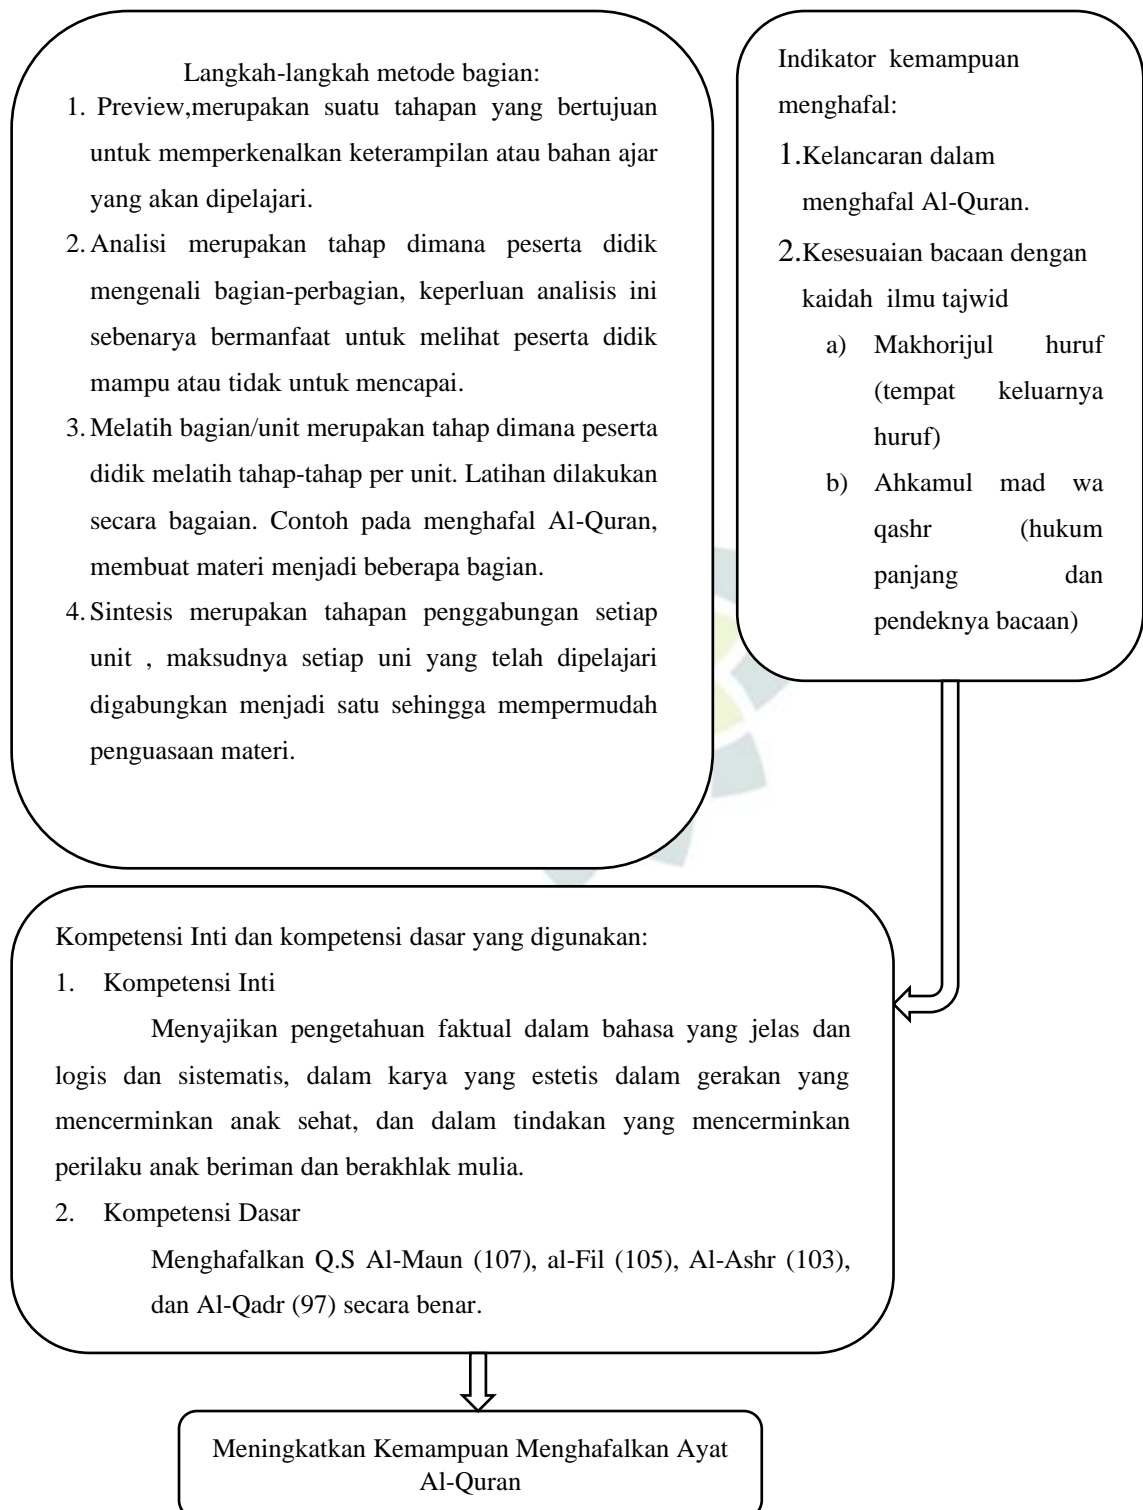 Langkah-langkah metode bagian:
1. Preview,merupakan suatu tahapan yang bertujuan
untuk memperkenalkan keterampilan atau bahan ajar
yang akan dipelajari.
2. Analisi merupakan tahap dimana peserta didik
mengenali bagian-perbagian, keperluan analisis ini
sebenarya bermanfaat untuk melihat peserta didik
mampu atau tidak untuk mencapai.
3. Melatih bagian/unit merupakan tahap dimana peserta
didik melatih tahap-tahap per unit. Latihan dilakukan
secara bagaian. Contoh pada menghafal Al-Quran,
membuat materi menjadi beberapa bagian.
4. Sintesis merupakan tahapan penggabungan setiap
unit , maksudnya setiap uni yang telah dipelajari
digabungkan menjadi satu sehingga mempermudah
penguasaan materi.
Indikator kemampuan
menghafal:
1.Kelancaran dalam
menghafal Al-Quran.
2.Kesesuaian bacaan dengan
kaidah ilmu tajwid
a) Makhorijul huruf
(tempat keluarnya
huruf)
b) Ahkamul mad wa
qashr (hukum
panjang dan
pendeknya bacaan)
Kompetensi Inti dan kompetensi dasar yang digunakan:
1. Kompetensi Inti
Menyajikan pengetahuan faktual dalam bahasa yang jelas dan
logis dan sistematis, dalam karya yang estetis dalam gerakan yang
mencerminkan anak sehat, dan dalam tindakan yang mencerminkan
perilaku anak beriman dan berakhlak mulia.
2. Kompetensi Dasar
Menghafalkan Q.S Al-Maun (107), al-Fil (105), Al-Ashr (103),
dan Al-Qadr (97) secara benar.
Meningkatkan Kemampuan Menghafalkan Ayat
Al-Quran